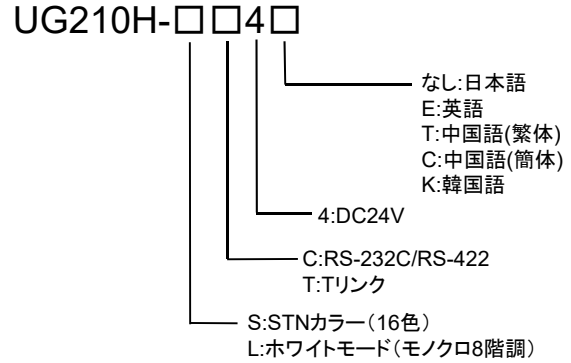 UG210H-□□4□
なし:日本語
E:英語
T:中国語(繁体)
C:中国語(簡体)
K:韓国語
4:DC24V
C:RS-232C/RS-422
T:Tリンク
S:STNカラー（16色）
L:ホワイトモード（モノクロ8階調）